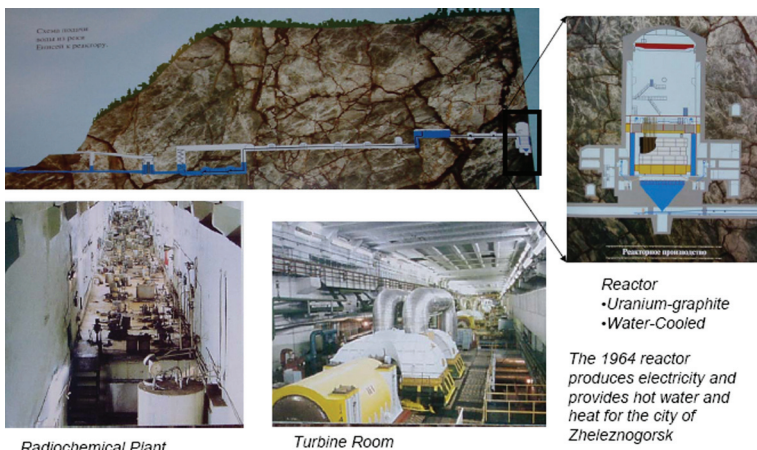 Схема подачи
воды из реки
Енисей к реактору.
Реакторное производство
Reactor
•Uranium-graphite
•Water-Cooled
The 1964 reactor
produces electricity and
provides hot water and
heat for the city of
Zheleznogorsk
Radiochemical Plant
Turbine Room